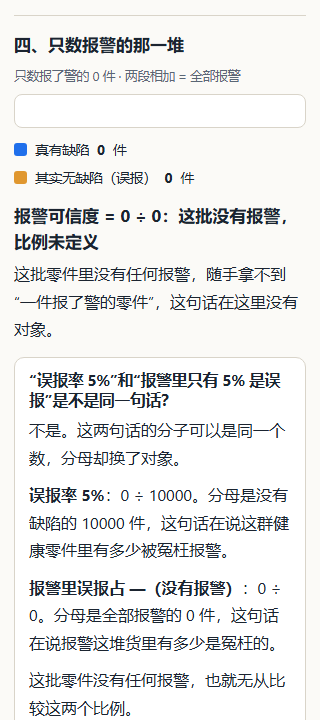 四、只数报警的那一堆
只数报了警的 0 件 · 两段相加 = 全部报警
真有缺陷 0 件
其实无缺陷（误报） 0 件
报警可信度 = 0 ÷ 0：这批没有报警，
比例未定义
这批零件里没有任何报警，随手拿不到
“一件报了警的零件”，这句话在这里没有
对象。
“误报率 5%”和“报警里只有 5% 是误
报”是不是同一句话？
不是。这两句话的分子可以是同一个
数，分母却换了对象。
误报率 5%：0 ÷ 10000。分母是没有
缺陷的 10000 件，这句话在说这群健
康零件里有多少被冤枉报警。
报警里误报占 —（没有报警）：0 ÷
0。分母是全部报警的 0 件，这句话
在说报警这堆货里有多少是冤枉的。
这批零件没有任何报警，也就无从比
较这两个比例。